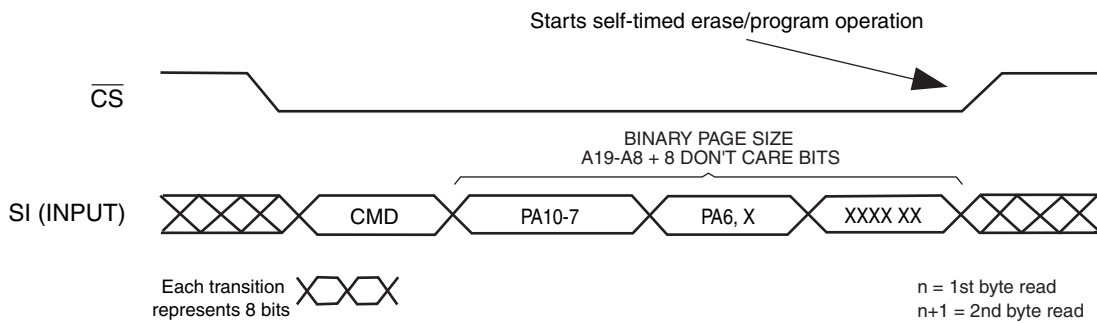 Starts self-timed erase/program operation
CS
BINARY PAGE SIZE
A19-A8 + 8 DON'T CARE BITS
SI (INPUT)
CMD
PA10-7
PA6, X
XXXX XX
Each transition
represents 8 bits
n = 1st byte read
n+1 = 2nd byte read